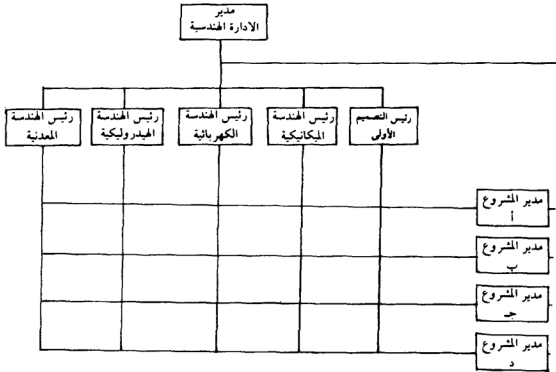 مدير
الادارة الهندسية
رئيس التصميم
الأولى
رئيس الهندسة
الميكانيكية
رئيس الهندسة
الكهربائية
رئيس الهندسة
الهيدروليكية
رئيس الهندسة
المعدنية
مدير المشروع
أ
مدير المشروع
ب
مدير المشروع
جـ
مدير المشروع
د